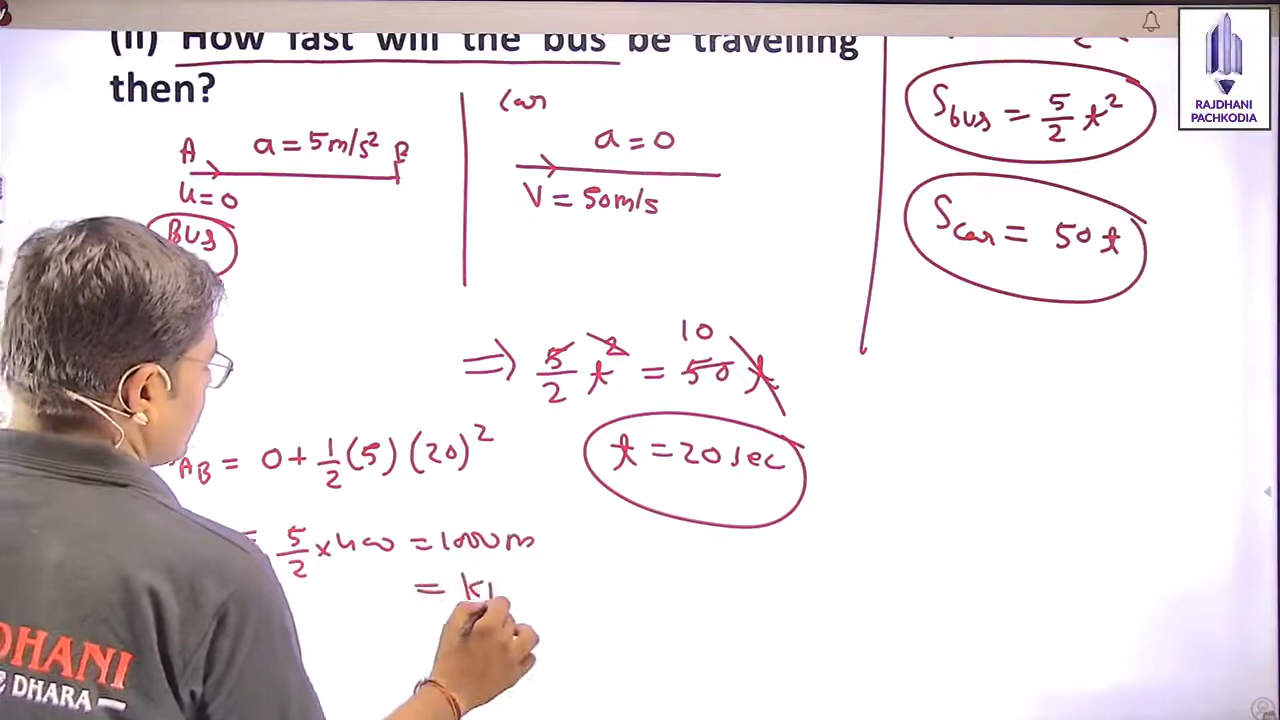 (ii) How fast will the bus be travelling
then?
A a = 5m/s² B
u = 0
BUS
Car
a = 0
V = 50m/s
S bus = 5/2 t²
S car = 50 t
⇒ 5/2 t² = 50 t
10
t = 20 sec
AB = 0 + 1/2 (5) (20)²
= 5/2 × 400 = 1000m
=
RAJDHANI
PACHKODIA
DHANI
DHARA